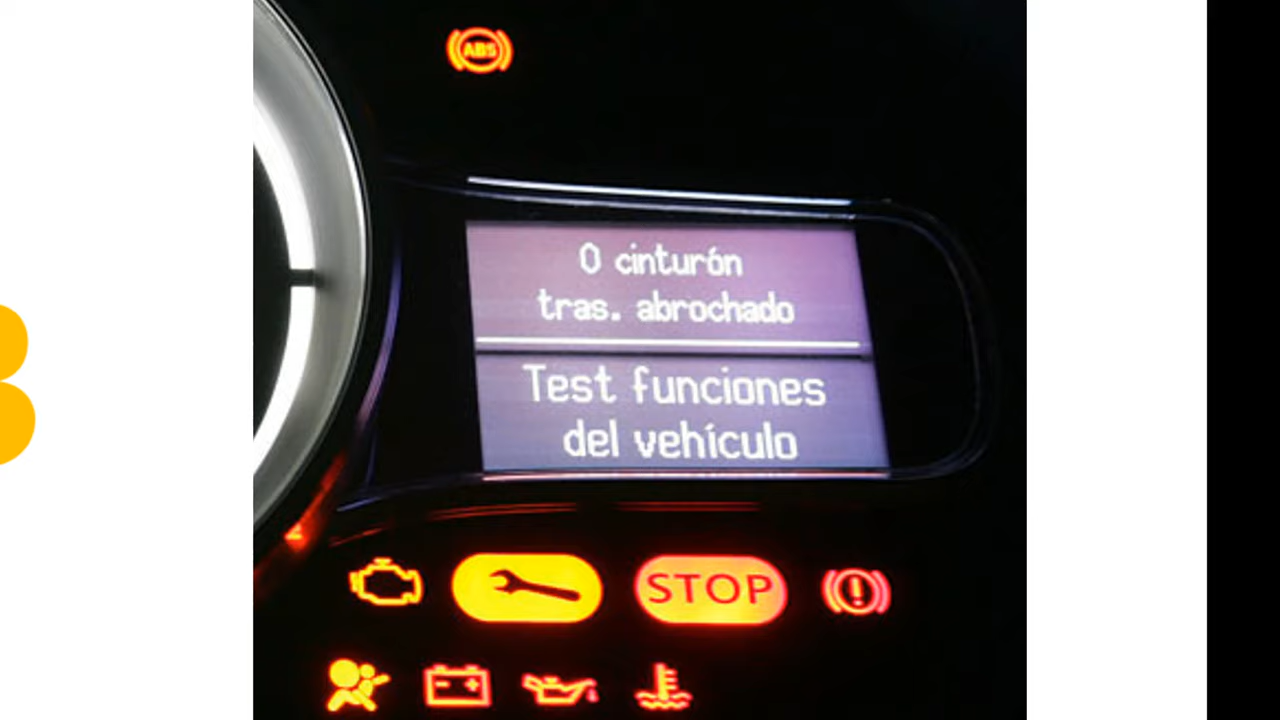 ABS
0 cinturón
tras. abrochado
Test funciones
del vehículo
STOP